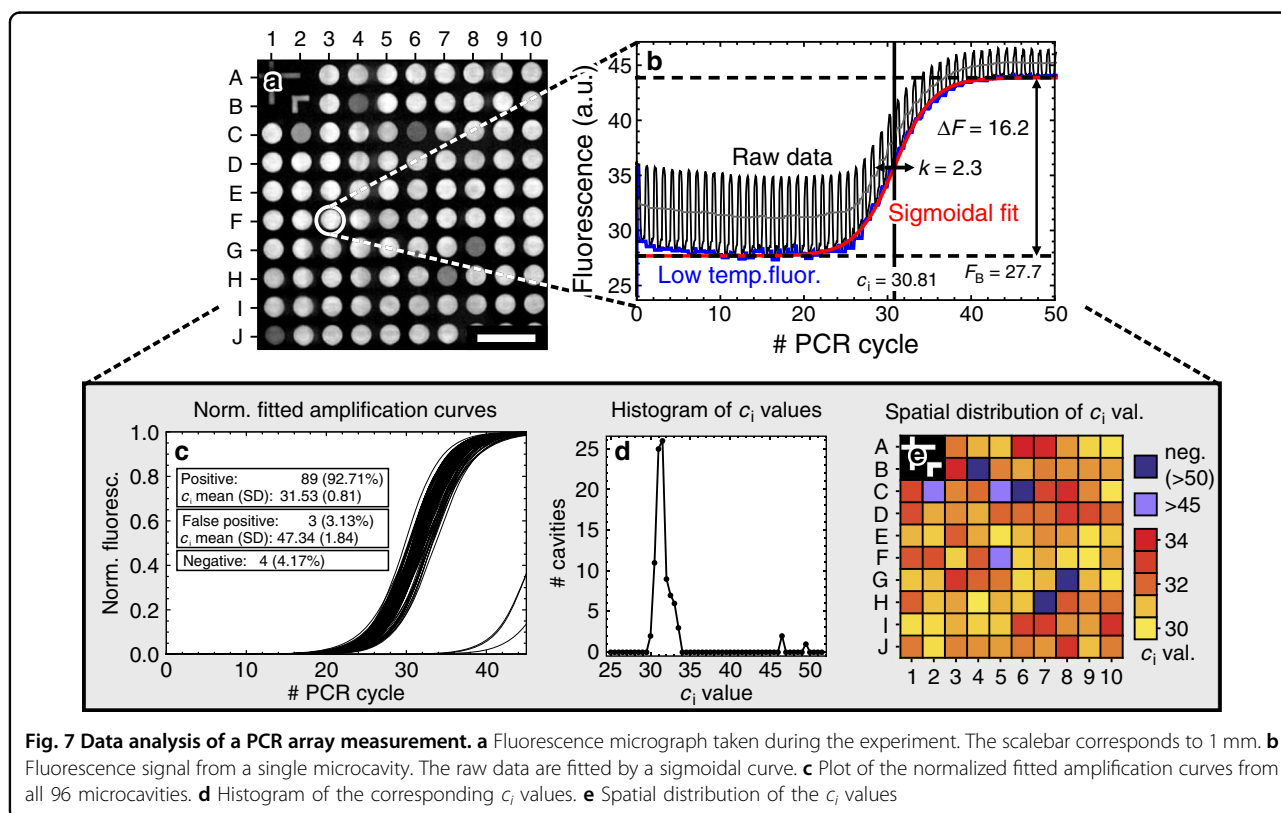 1 2 3 4 5 6 7 8 9 10
A
B
C
D
E
F
G
H
I
J
a
b
Fluorescence (a.u.)
45
40
35
30
25
Raw data
ΔF = 16.2
k = 2.3
Sigmoidal fit
Low temp.fluor.
c_i = 30.81
F_B = 27.7
0 10 20 30 40 50
# PCR cycle
Norm. fitted amplification curves
c
Norm. fluoresc.
1.0
0.8
0.6
0.4
0.2
0.0
Positive: 89 (92.71%)
c_i mean (SD): 31.53 (0.81)
False positive: 3 (3.13%)
c_i mean (SD): 47.34 (1.84)
Negative: 4 (4.17%)
0 10 20 30 40
# PCR cycle
Histogram of c_i values
d
# cavities
25
20
15
10
5
0
25 30 35 40 45 50
c_i value
Spatial distribution of c_i val.
e
A
B
C
D
E
F
G
H
I
J
1 2 3 4 5 6 7 8 9 10
neg.
(>50)
>45
34
32
30
c_i val.
Fig. 7 Data analysis of a PCR array measurement. a Fluorescence micrograph taken during the experiment. The scalebar corresponds to 1 mm. b
Fluorescence signal from a single microcavity. The raw data are fitted by a sigmoidal curve. c Plot of the normalized fitted amplification curves from
all 96 microcavities. d Histogram of the corresponding c_i values. e Spatial distribution of the c_i values